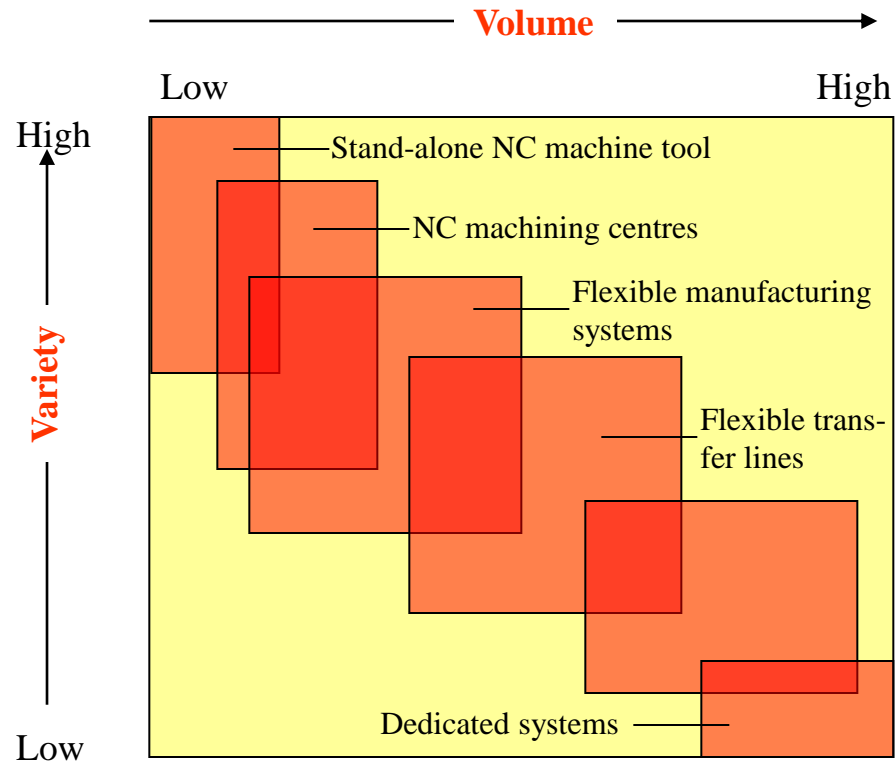 Volume
Low
High
High
Stand-alone NC machine tool
NC machining centres
Flexible manufacturing
systems
Variety
Flexible trans-
fer lines
Dedicated systems
Low